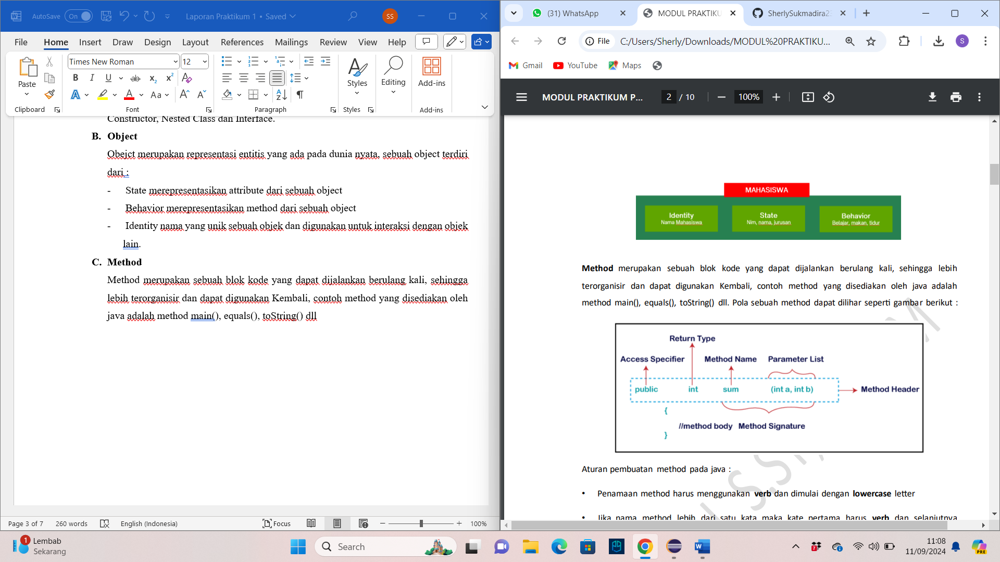 AutoSave On Laporan Praktikum 1 • Saved SS
File Home Insert Draw Design Layout References Mailings Review View Help
Paste
Times New Roman 12
B I U ab x₂ x² A
A A Aa A A
Styles Editing Add-ins
Clipboard Font Paragraph Styles Add-ins
Constructor, Nested Class dan Interface.
B. Object
Obejct merupakan representasi entitis yang ada pada dunia nyata, sebuah object terdiri
dari :
- State merepresentasikan attribute dari sebuah object
- Behavior merepresentasikan method dari sebuah object
- Identity nama yang unik sebuah objek dan digunakan untuk interaksi dengan objek
lain.
C. Method
Method merupakan sebuah blok kode yang dapat dijalankan berulang kali, sehingga
lebih terorganisir dan dapat digunakan Kembali, contoh method yang disediakan oleh
java adalah method main(), equals(), toString() dll
Page 3 of 7 260 words English (Indonesia) Focus 100%
(31) WhatsApp MODUL PRAKTIKU SherlySukmadira2
File C:/Users/Sherly/Downloads/MODUL%20PRAKTIKU... S
Gmail YouTube Maps
MODUL PRAKTIKUM P... 2 / 10 100%
MAHASISWA
Identity
Nama Mahasiswa
State
Nim, nama, jurusan
Behavior
Belajar, makan, tidur
Method merupakan sebuah blok kode yang dapat dijalankan berulang kali, sehingga lebih
terorganisir dan dapat digunakan Kembali, contoh method yang disediakan oleh java adalah
method main(), equals(), toString() dll. Pola sebuah method dapat dilihar seperti gambar berikut :
Return Type
Access Specifier Method Name Parameter List
public int sum (int a, int b) Method Header
{
//method body Method Signature
}
Aturan pembuatan method pada java :
• Penamaan method harus menggunakan verb dan dimulai dengan lowercase letter
• Jika nama method lebih dari satu kata maka kate pertama harus verb dan selanjutnya
1 Lembab
Sekarang
Search
7
PRE
11:08
11/09/2024